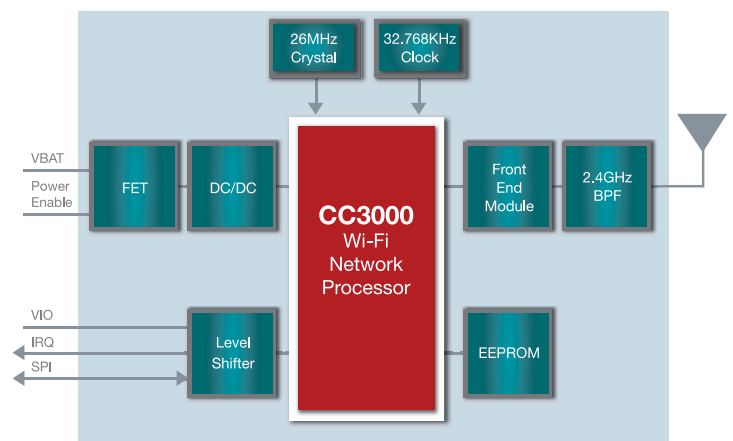 26MHz
Crystal
32.768KHz
Clock
VBAT
Power
Enable
FET
DC/DC
CC3000
Wi-Fi
Network
Processor
Front
End
Module
2.4GHz
BPF
VIO
IRQ
SPI
Level
Shifter
EEPROM